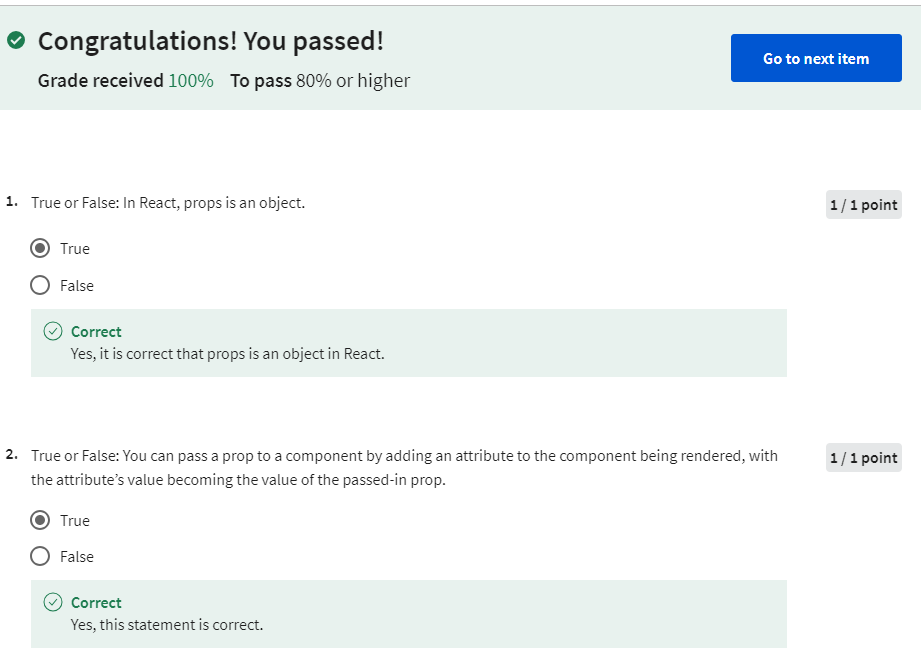 Congratulations! You passed!
Grade received 100% To pass 80% or higher
Go to next item
1. True or False: In React, props is an object.
1 / 1 point
True
False
Correct
Yes, it is correct that props is an object in React.
2. True or False: You can pass a prop to a component by adding an attribute to the component being rendered, with
the attribute’s value becoming the value of the passed-in prop.
1 / 1 point
True
False
Correct
Yes, this statement is correct.